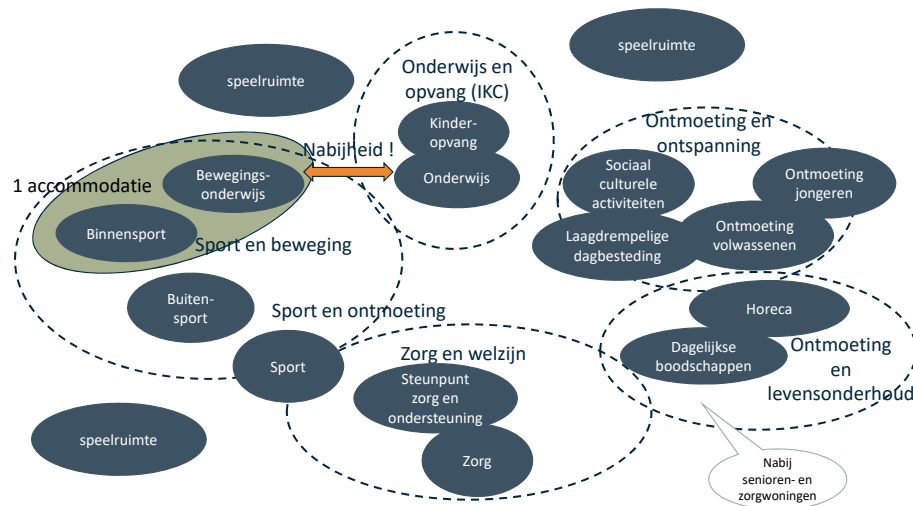 speelruimte
speelruimte
Onderwijs en
opvang (IKC)
Kinder-
opvang
Onderwijs
Nabijheid !
1 accommodatie
Bewegings-
onderwijs
Binnensport
Sport en beweging
Buiten-
sport
Sport en ontmoeting
Sport
Ontmoeting en
ontspanning
Sociaal
culturele
activiteiten
Ontmoeting
jongeren
Laagdrempelige
dagbesteding
Ontmoeting
volwassenen
Horeca
Dagelijkse
boodschappen
Ontmoeting
en
levensonderhoud
Zorg en welzijn
Steunpunt
zorg en
ondersteuning
Zorg
speelruimte
Nabij
senioren- en
zorgwoningen